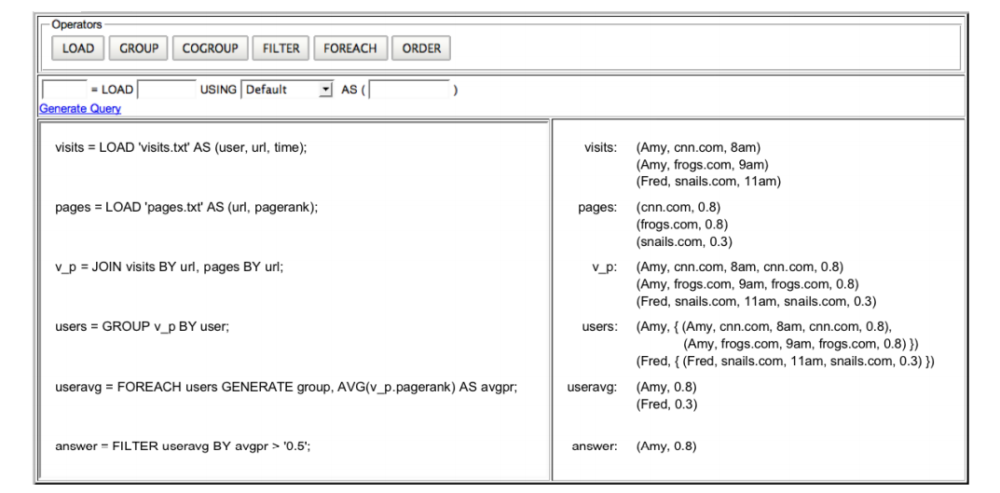 Operators
LOAD GROUP COGROUP FILTER FOREACH ORDER
= LOAD USING Default AS ( )
Generate Query
visits = LOAD 'visits.txt' AS (user, url, time);
visits: (Amy, cnn.com, 8am)
(Amy, frogs.com, 9am)
(Fred, snails.com, 11am)
pages = LOAD 'pages.txt' AS (url, pagerank);
pages: (cnn.com, 0.8)
(frogs.com, 0.8)
(snails.com, 0.3)
v_p = JOIN visits BY url, pages BY url;
v_p: (Amy, cnn.com, 8am, cnn.com, 0.8)
(Amy, frogs.com, 9am, frogs.com, 0.8)
(Fred, snails.com, 11am, snails.com, 0.3)
users = GROUP v_p BY user;
users: (Amy, { (Amy, cnn.com, 8am, cnn.com, 0.8),
(Amy, frogs.com, 9am, frogs.com, 0.8) })
(Fred, { (Fred, snails.com, 11am, snails.com, 0.3) })
useravg = FOREACH users GENERATE group, AVG(v_p.pagerank) AS avgpr;
useravg: (Amy, 0.8)
(Fred, 0.3)
answer = FILTER useravg BY avgpr > '0.5';
answer: (Amy, 0.8)